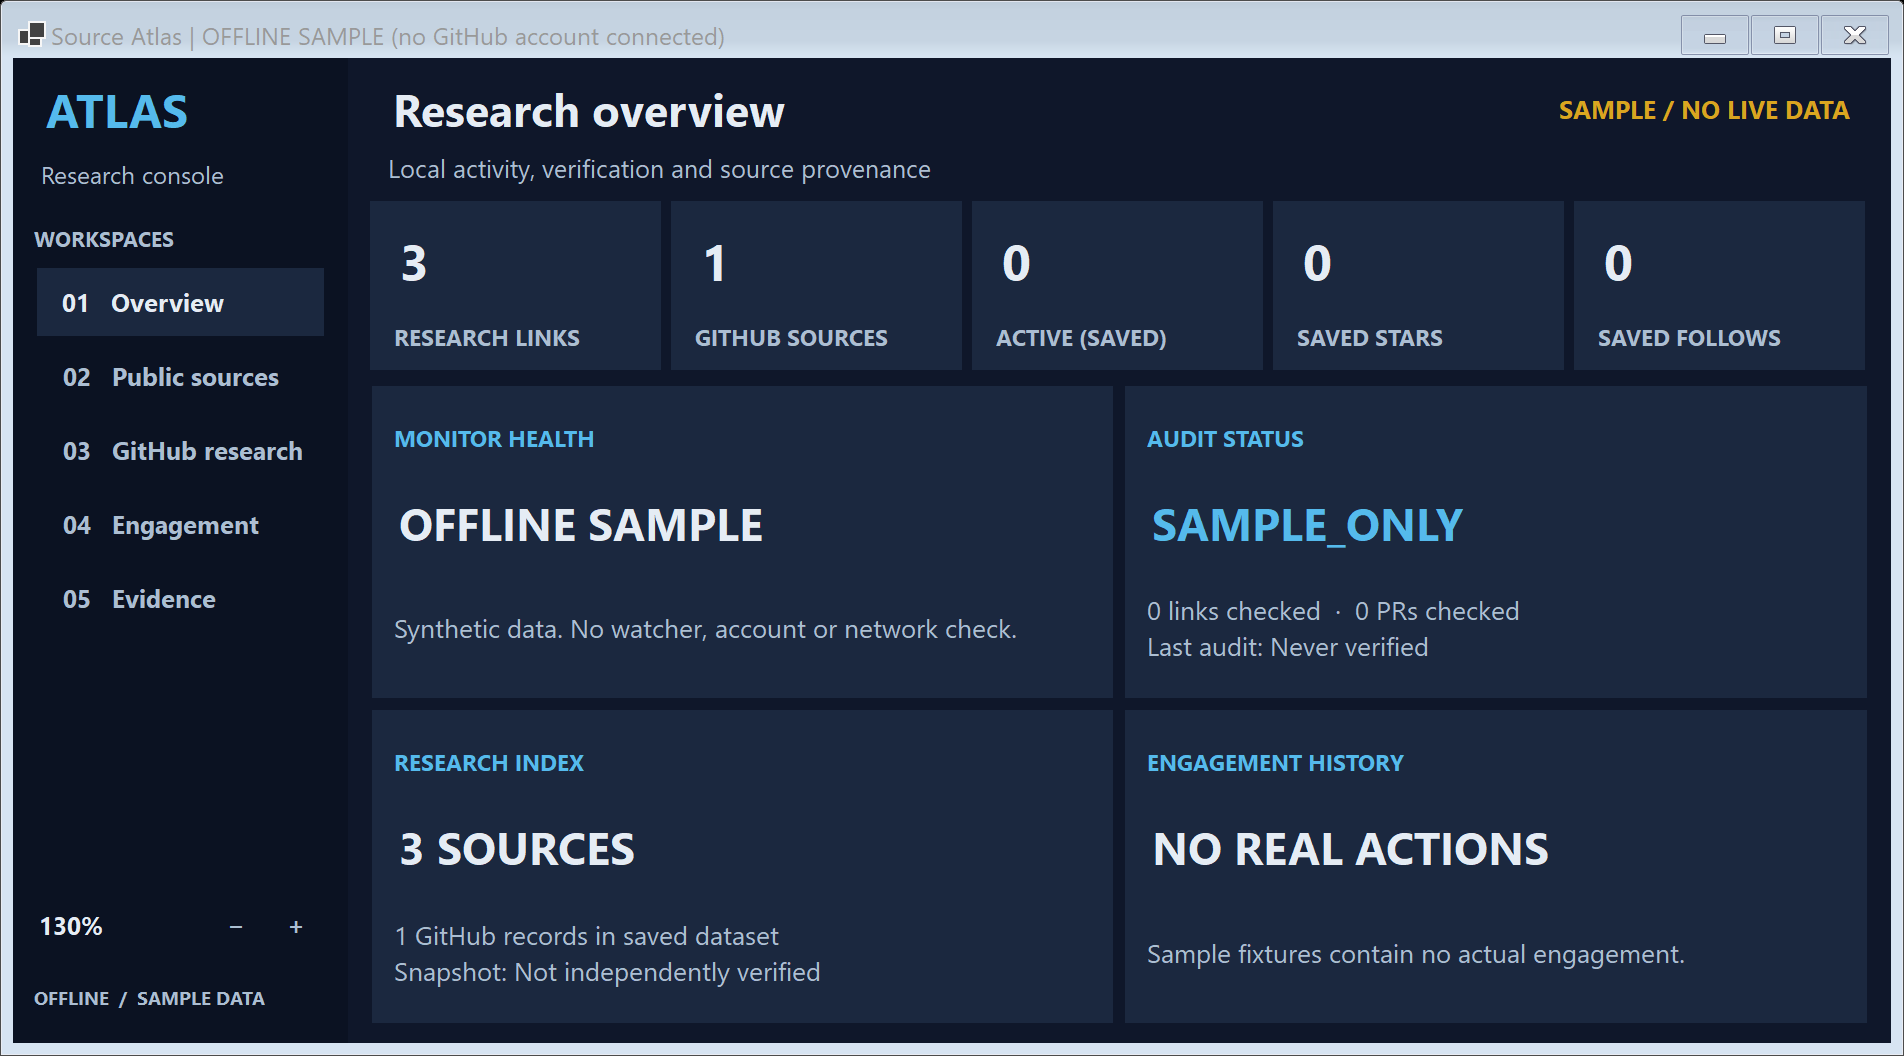 Source Atlas | OFFLINE SAMPLE (no GitHub account connected)
ATLAS
Research console
WORKSPACES
01 Overview
02 Public sources
03 GitHub research
04 Engagement
05 Evidence
130% − +
OFFLINE / SAMPLE DATA
Research overview
SAMPLE / NO LIVE DATA
Local activity, verification and source provenance
3
RESEARCH LINKS
1
GITHUB SOURCES
0
ACTIVE (SAVED)
0
SAVED STARS
0
SAVED FOLLOWS
MONITOR HEALTH
OFFLINE SAMPLE
Synthetic data. No watcher, account or network check.
AUDIT STATUS
SAMPLE_ONLY
0 links checked · 0 PRs checked
Last audit: Never verified
RESEARCH INDEX
3 SOURCES
1 GitHub records in saved dataset
Snapshot: Not independently verified
ENGAGEMENT HISTORY
NO REAL ACTIONS
Sample fixtures contain no actual engagement.